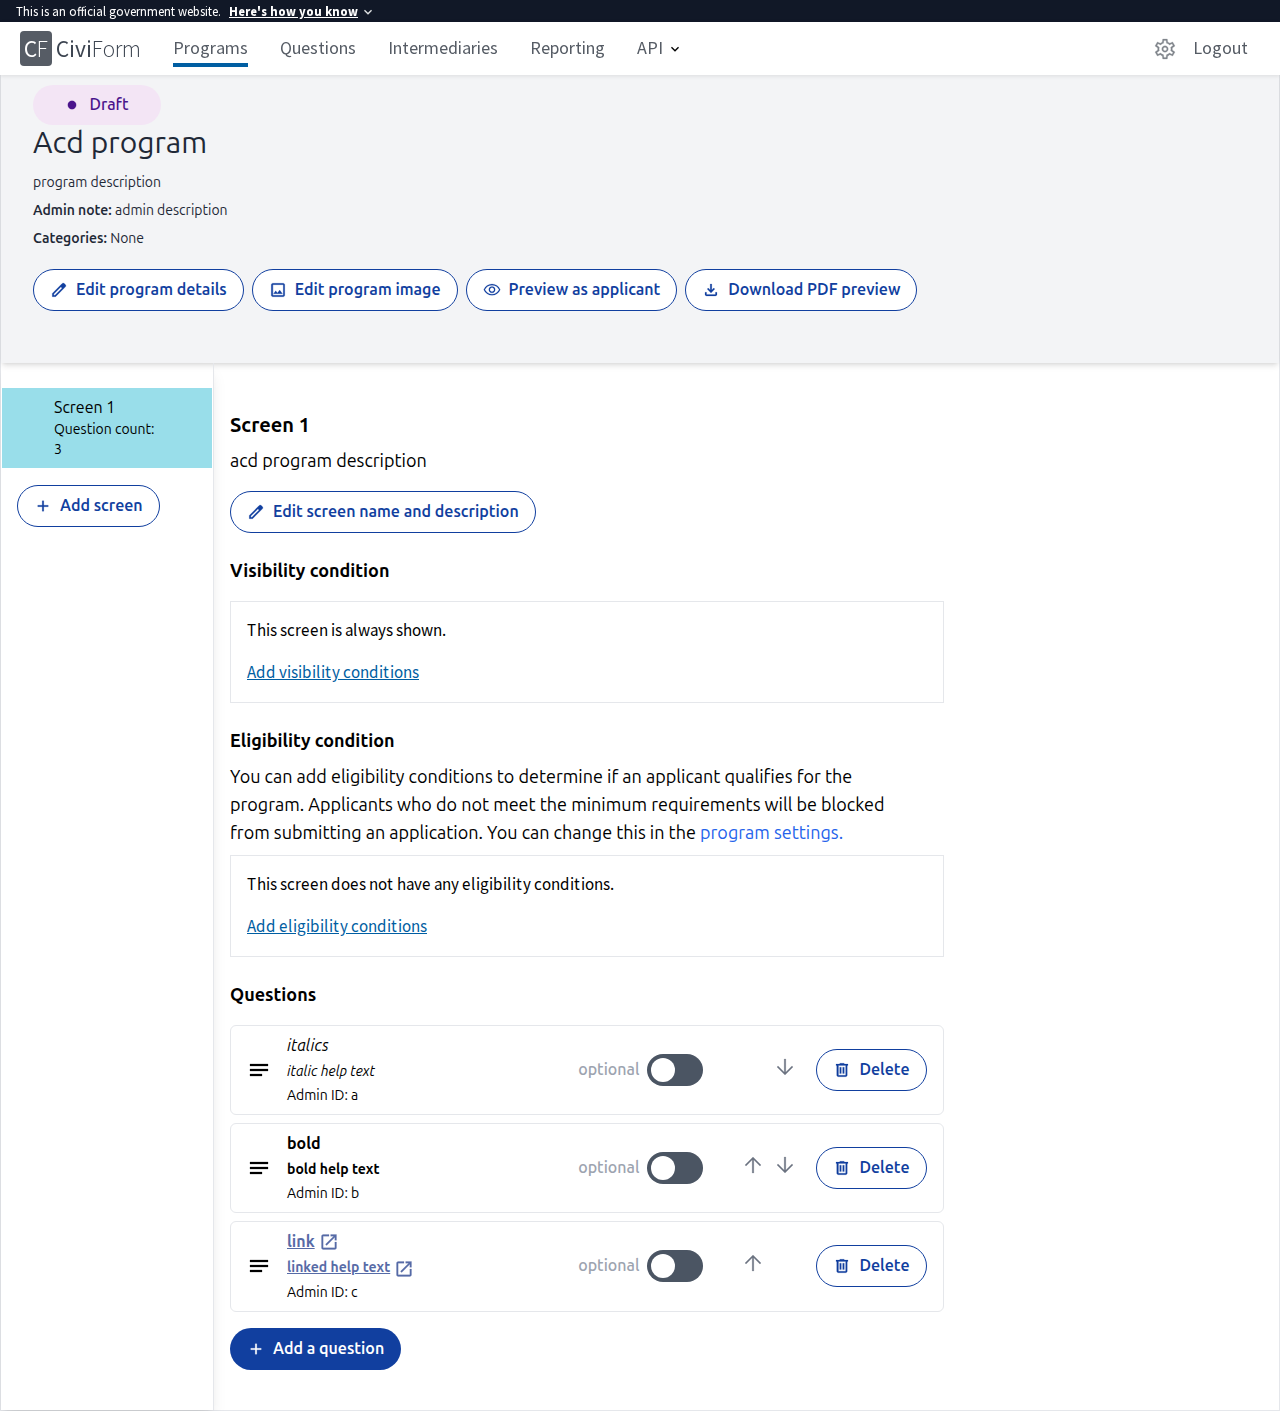 This is an official government website. Here's how you know
CF CiviForm Programs Questions Intermediaries Reporting API Logout
Draft
Acd program
program description
Admin note: admin description
Categories: None
Edit program details Edit program image Preview as applicant Download PDF preview
Screen 1
Question count:
3
Add screen
Screen 1
acd program description
Edit screen name and description
Visibility condition
This screen is always shown.
Add visibility conditions
Eligibility condition
You can add eligibility conditions to determine if an applicant qualifies for the
program. Applicants who do not meet the minimum requirements will be blocked
from submitting an application. You can change this in the program settings.
This screen does not have any eligibility conditions.
Add eligibility conditions
Questions
italics
italic help text
Admin ID: a
optional
Delete
bold
bold help text
Admin ID: b
optional
Delete
link
linked help text
Admin ID: c
optional
Delete
Add a question